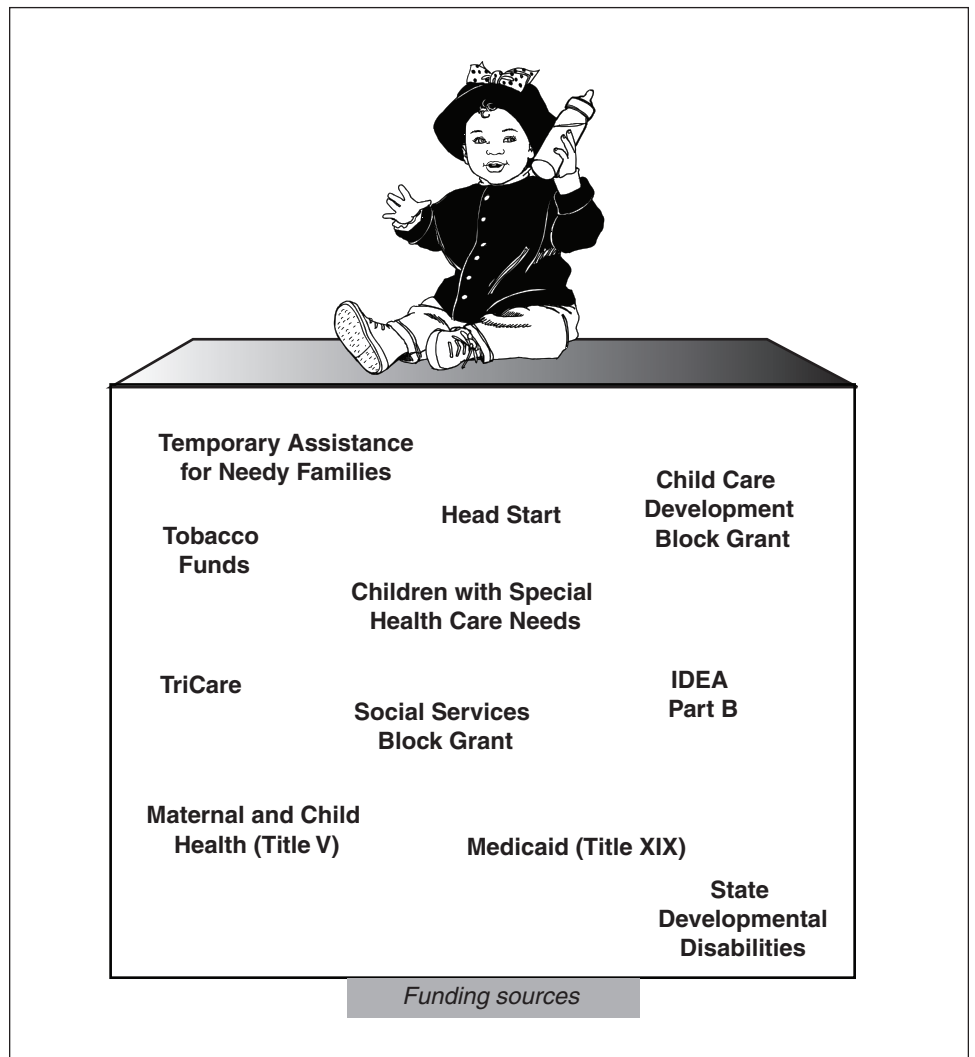 Temporary Assistance
for Needy Families
Head Start
Child Care
Development
Block Grant
Tobacco
Funds
Children with Special
Health Care Needs
TriCare
Social Services
Block Grant
IDEA
Part B
Maternal and Child
Health (Title V)
Medicaid (Title XIX)
State
Developmental
Disabilities
Funding sources